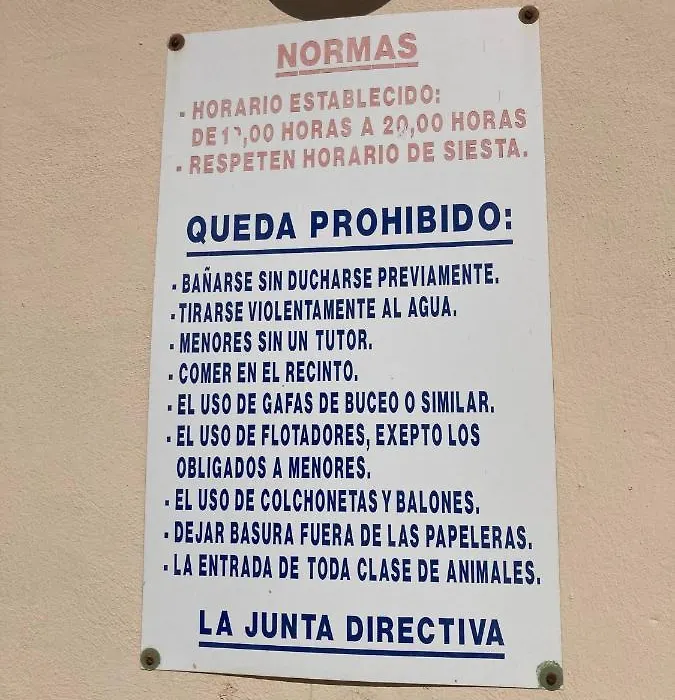 NORMAS
- HORARIO ESTABLECIDO:
DE HORAS A 20,00 HORAS
- RESPETEN HORARIO DE SIESTA.
QUEDA PROHIBIDO:
- BAÑARSE SIN DUCHARSE PREVIAMENTE.
- TIRARSE VIOLENTAMENTE AL AGUA.
- MENORES SIN UN TUTOR.
- COMER EN EL RECINTO.
- EL USO DE GAFAS DE BUCEO O SIMILAR.
- EL USO DE FLOTADORES, EXEPTO LOS
OBLIGADOS A MENORES.
- EL USO DE COLCHONETAS Y BALONES.
- DEJAR BASURA FUERA DE LAS PAPELERAS.
- LA ENTRADA DE TODA CLASE DE ANIMALES.
LA JUNTA DIRECTIVA